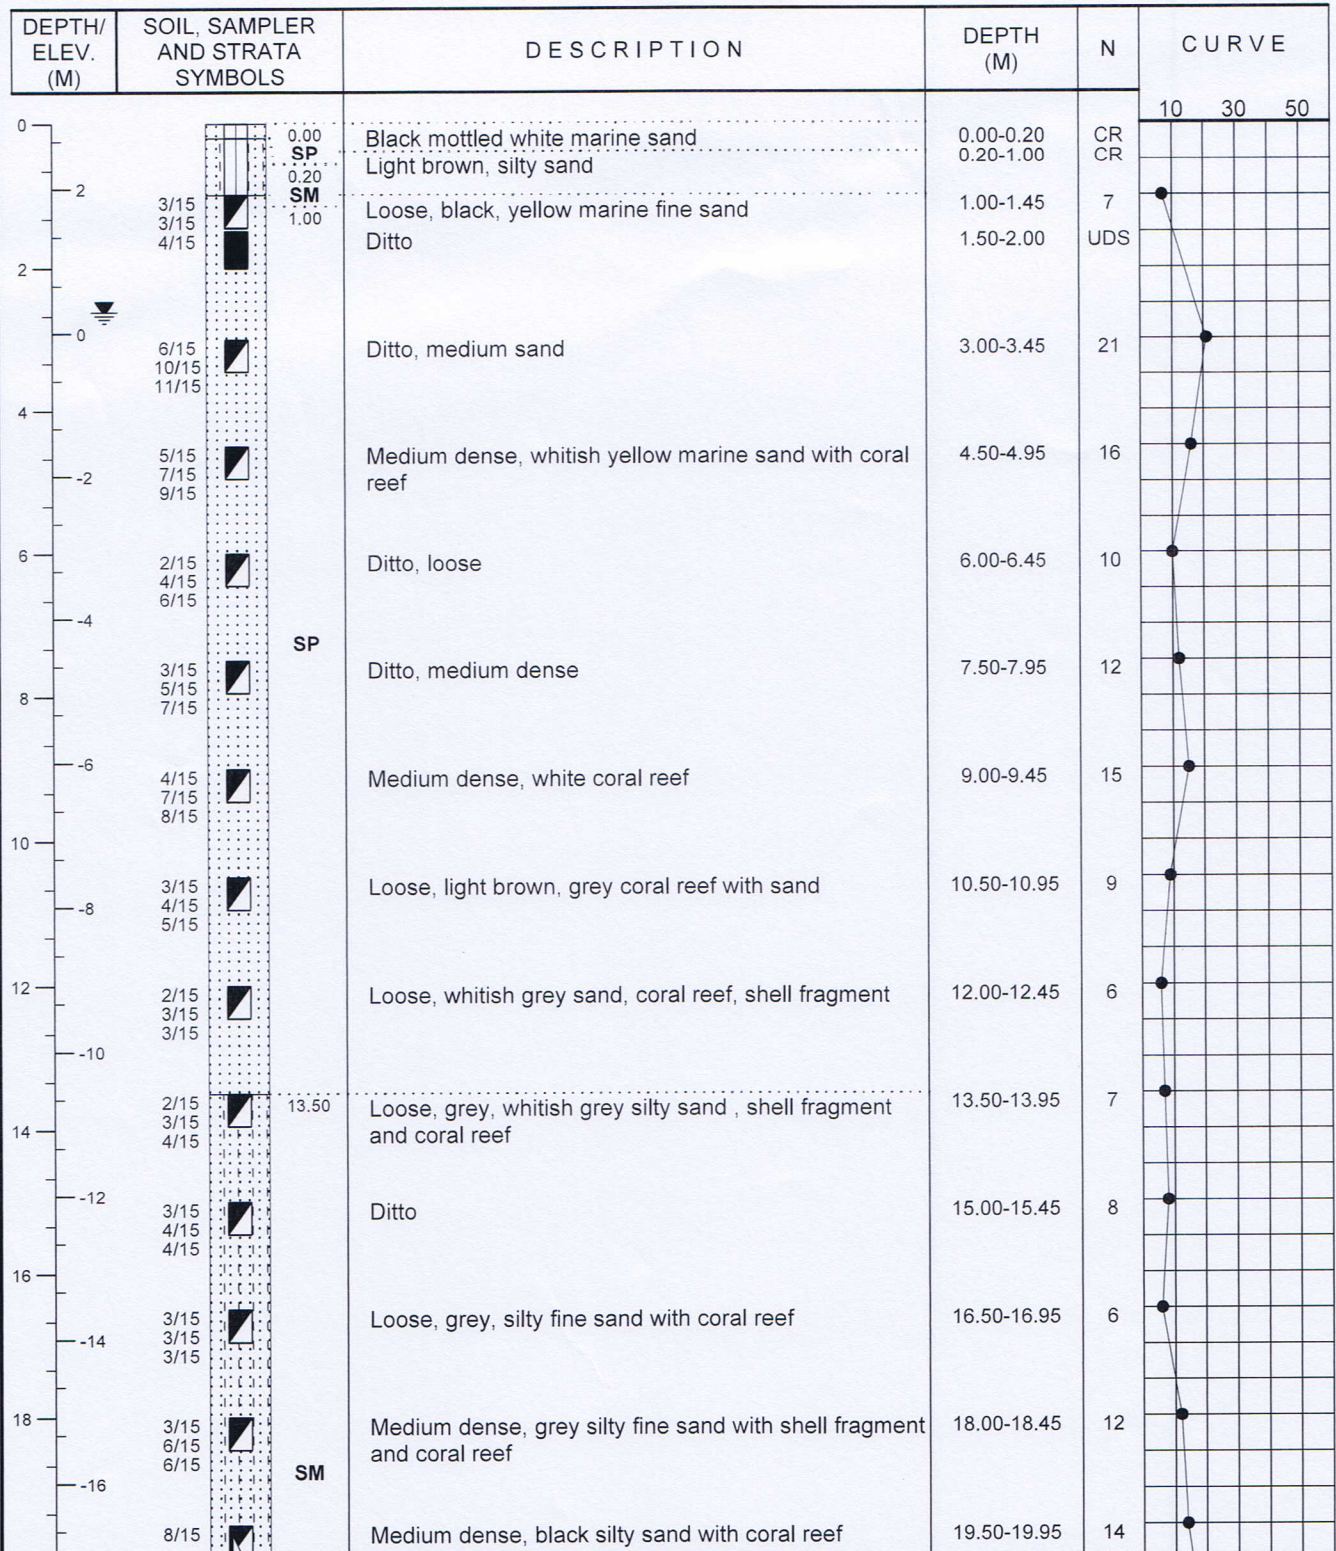 DEPTH/
ELEV.
(M)
SOIL, SAMPLER
AND STRATA
SYMBOLS
DESCRIPTION
DEPTH
(M)
N
CURVE
10 30 50
0
0.00 Black mottled white marine sand 0.00-0.20 CR
SP 0.20-1.00 CR
0.20 Light brown, silty sand
2 SM
3/15 1.00 Loose, black, yellow marine fine sand 1.00-1.45 7
3/15
4/15 Ditto 1.50-2.00 UDS
2
0
6/15 Ditto, medium sand 3.00-3.45 21
10/15
11/15
4
5/15 Medium dense, whitish yellow marine sand with coral 4.50-4.95 16
7/15 reef
-2
9/15
6
2/15 Ditto, loose 6.00-6.45 10
4/15
6/15
-4
SP
3/15 Ditto, medium dense 7.50-7.95 12
5/15
8
7/15
-6
4/15 Medium dense, white coral reef 9.00-9.45 15
7/15
8/15
10
3/15 Loose, light brown, grey coral reef with sand 10.50-10.95 9
4/15
-8
5/15
12
2/15 Loose, whitish grey sand, coral reef, shell fragment 12.00-12.45 6
3/15
3/15
-10
2/15 13.50 Loose, grey, whitish grey silty sand , shell fragment 13.50-13.95 7
3/15 and coral reef
14
4/15
-12
3/15 Ditto 15.00-15.45 8
4/15
4/15
16
3/15 Loose, grey, silty fine sand with coral reef 16.50-16.95 6
3/15
-14
3/15
18
3/15 Medium dense, grey silty fine sand with shell fragment 18.00-18.45 12
6/15 and coral reef
6/15
SM
-16
8/15 Medium dense, black silty sand with coral reef 19.50-19.95 14